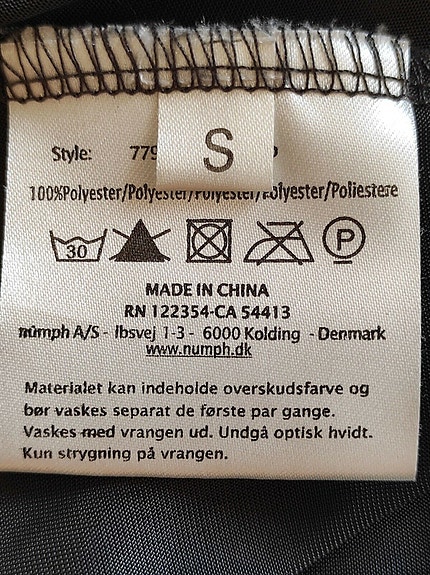 S
Style: 779
100%Polyester/Polyester/Polyester/Polyester/Poliestere
30 P
MADE IN CHINA
RN 122354-CA 54413
nümph A/S - Ibsvej 1-3 - 6000 Kolding - Denmark
www.numph.dk
Materialet kan indeholde overskudsfarve og
bør vaskes separat de første par gange.
Vaskes med vrangen ud. Undgå optisk hvidt.
Kun strygning på vrangen.